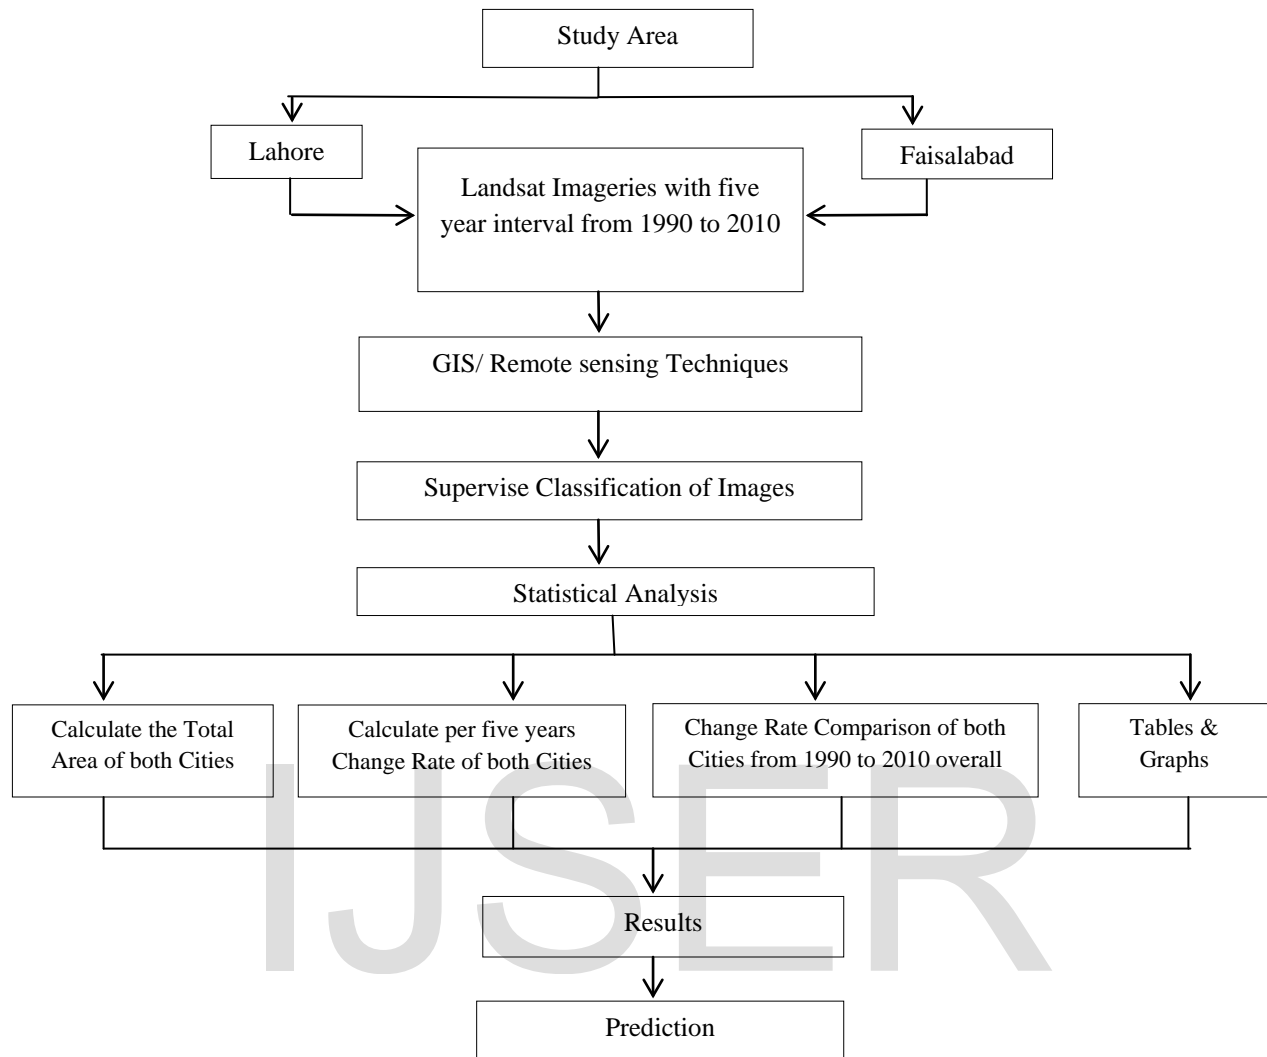 Study Area
Lahore
Faisalabad
Landsat Imageries with five
year interval from 1990 to 2010
GIS/ Remote sensing Techniques
Supervise Classification of Images
Statistical Analysis
Calculate the Total
Area of both Cities
Calculate per five years
Change Rate of both Cities
Change Rate Comparison of both
Cities from 1990 to 2010 overall
Tables &
Graphs
IJSER
Results
Prediction